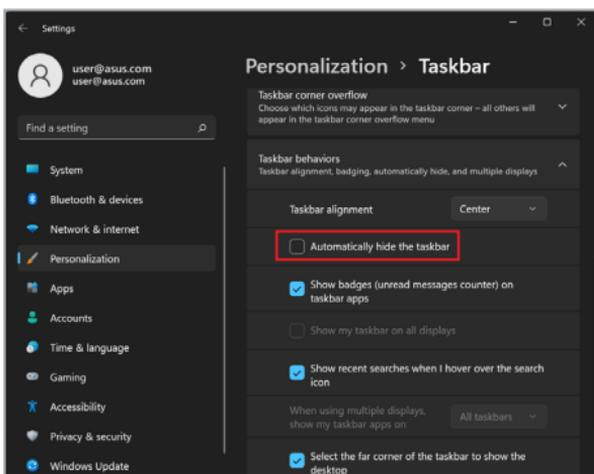 Settings
user@asus.com
user@asus.com
Find a setting
System
Bluetooth & devices
Network & internet
Personalization
Apps
Accounts
Time & language
Gaming
Accessibility
Privacy & security
Windows Update
Personalization > Taskbar
Taskbar corner overflow
Choose which icons may appear in the taskbar corner – all others will
appear in the taskbar corner overflow menu
Taskbar behaviors
Taskbar alignment, badging, automatically hide, and multiple displays
Taskbar alignment Center
Automatically hide the taskbar
Show badges (unread messages counter) on
taskbar apps
Show my taskbar on all displays
Show recent searches when I hover over the search
icon
When using multiple displays,
show my taskbar apps on
All taskbars
Select the far corner of the taskbar to show the
desktop